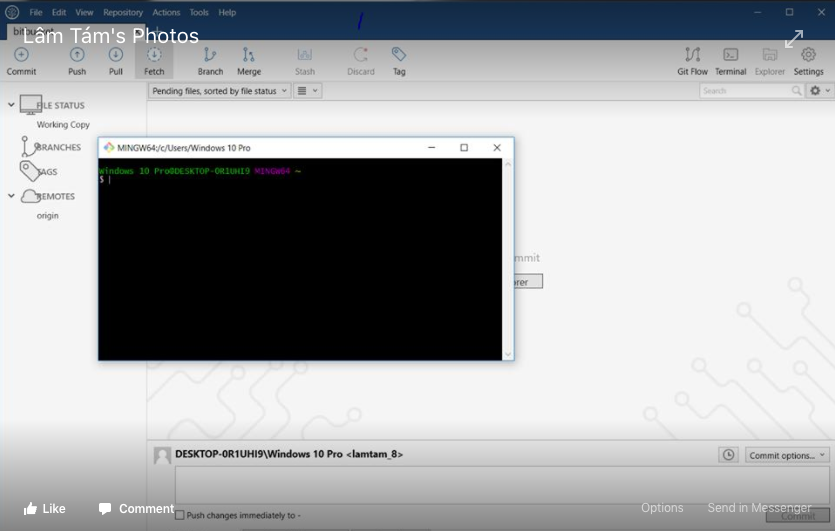 File Edit View Repository Actions Tools Help
Lâm Tám's Photos
Commit Push Pull Fetch Branch Merge Stash Discard Tag Git Flow Terminal Explorer Settings
Pending files, sorted by file status
Search
FILE STATUS
Working Copy
BRANCHES
TAGS
REMOTES
origin
MINGW64:/c/Users/Windows 10 Pro
Windows 10 Pro@DESKTOP-0R1UHI9 MINGW64 ~
$
DESKTOP-0R1UHI9\Windows 10 Pro <lamtam_8>
Commit options...
Push changes immediately to -
Commit
Like Comment Options Send in Messenger